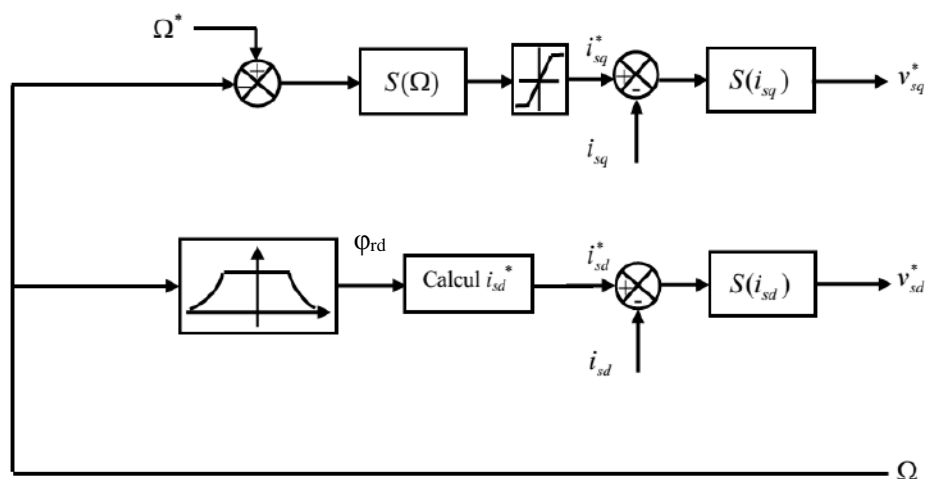 Ω*
+
−
S(Ω)
i*sq
+
-
S(isq)
v*sq
isq
φrd
Calcul isd*
i*sd
+
-
S(isd)
v*sd
isd
Ω